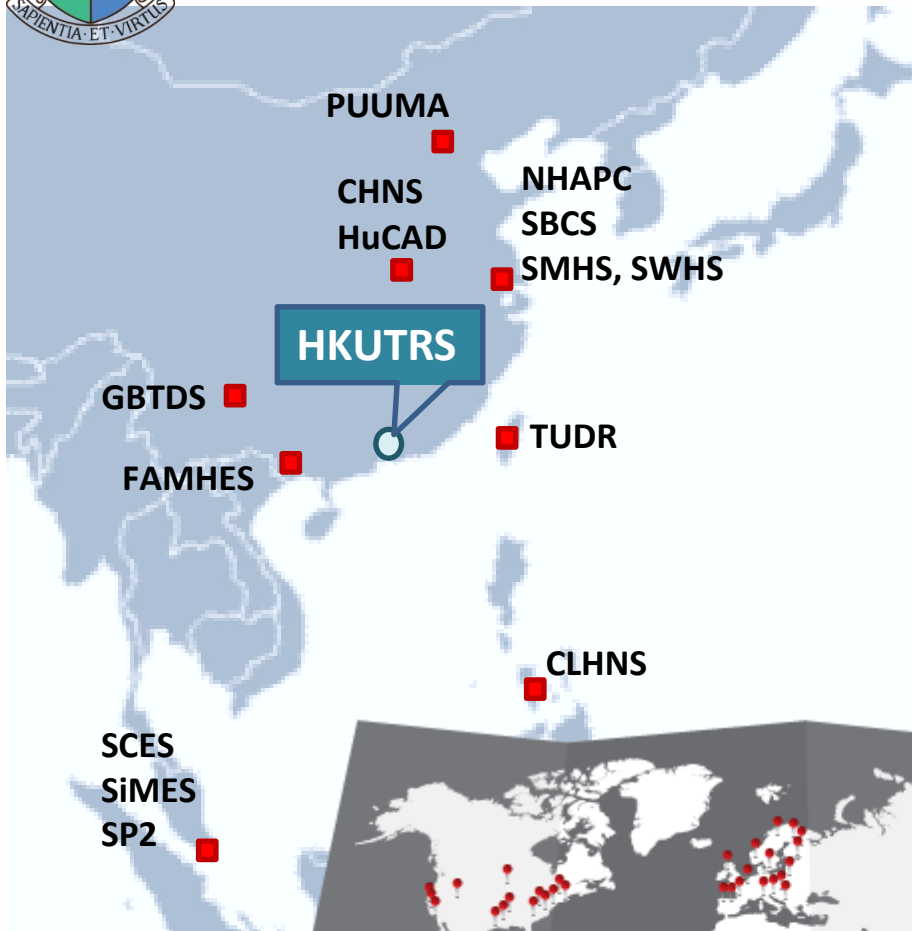 SAPIENTIA·ET·VIRTUS
PUUMA
CHNS
HuCAD
NHAPC
SBCS
SMHS, SWHS
HKUTRS
GBTDS
TUDR
FAMHES
CLHNS
SCES
SiMES
SP2